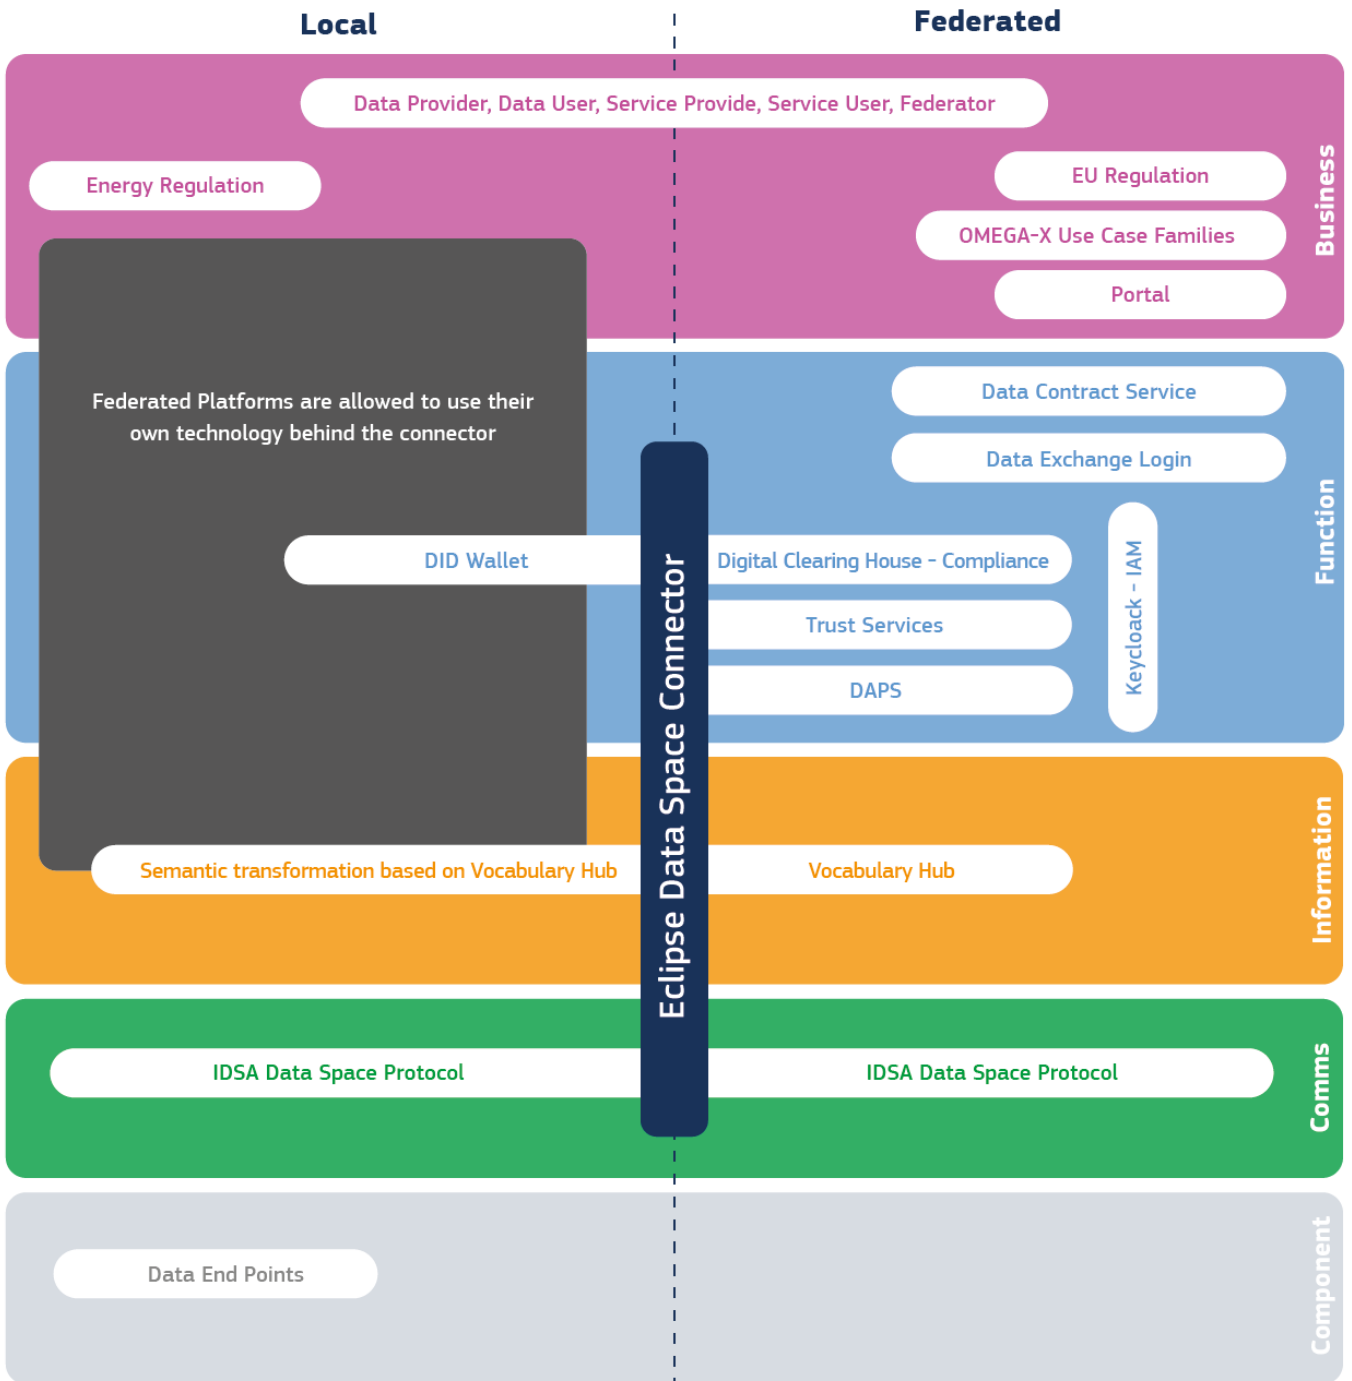 Local
Federated
Data Provider, Data User, Service Provide, Service User, Federator
Energy Regulation
EU Regulation
OMEGA-X Use Case Families
Portal
Business
Federated Platforms are allowed to use their
own technology behind the connector
Data Contract Service
Data Exchange Login
DID Wallet
Digital Clearing House - Compliance
Trust Services
DAPS
Keycloack - IAM
Function
Eclipse Data Space Connector
Semantic transformation based on Vocabulary Hub
Vocabulary Hub
Information
IDSA Data Space Protocol
IDSA Data Space Protocol
Comms
Data End Points
Component